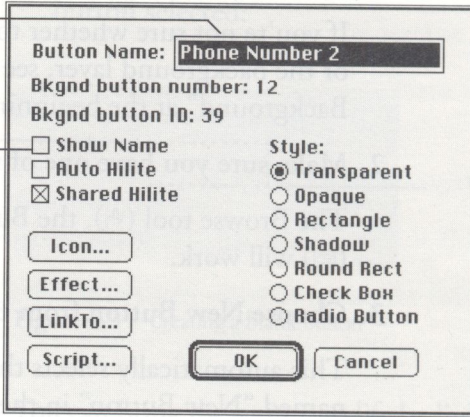 Button Name: Phone Number 2
Bkgnd button number: 12
Bkgnd button ID: 39
Show Name
Auto Hilite
Shared Hilite
Style:
Transparent
Opaque
Rectangle
Shadow
Round Rect
Check Box
Radio Button
Icon...
Effect...
LinkTo...
Script...
OK
Cancel